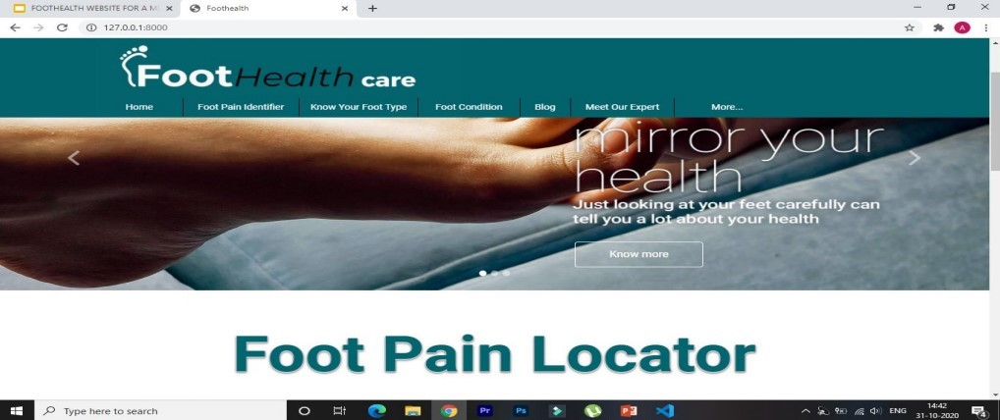 FOOTHEALTH WEBSITE FOR A M
Foothealth
127.0.0.1:8000
A
FootHealth care
Home Foot Pain Identifier Know Your Foot Type Foot Condition Blog Meet Our Expert More...
mirror your
health
Just looking at your feet carefully can
tell you a lot about your health
Know more
Foot Pain Locator
Type here to search
Pr
Ps
ENG
14:42
31-10-2020
4